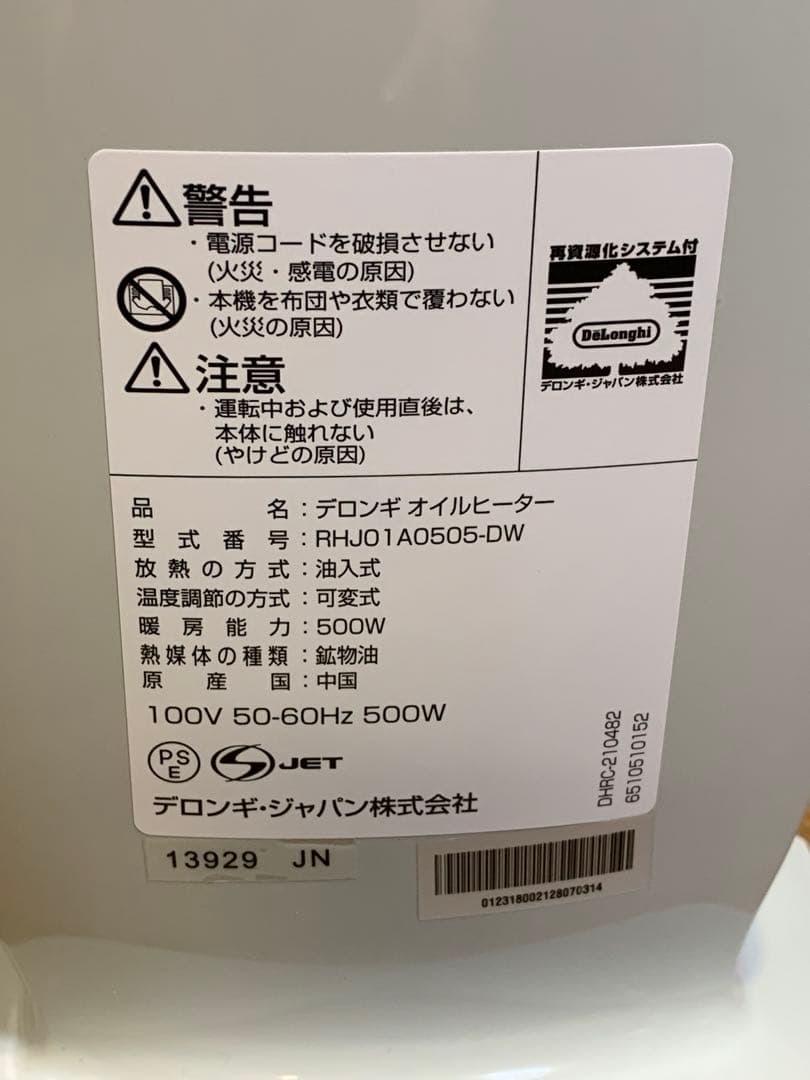 警告
・電源コードを破損させない
(火災・感電の原因)
・本機を布団や衣類で覆わない
(火災の原因)
注意
・運転中および使用直後は、
本体に触れない
(やけどの原因)
再資源化システム付
DeLonghi
デロンギ・ジャパン株式会社
品名:デロンギ オイルヒーター
型式番号:RHJ01A0505-DW
放熱の方式:油入式
温度調節の方式:可変式
暖房能力:500W
熱媒体の種類:鉱物油
原産国:中国
100V 50-60Hz 500W
PS
E
S JET
デロンギ・ジャパン株式会社
DHRC-210482
6510510152
13929 JN
012318002128070314